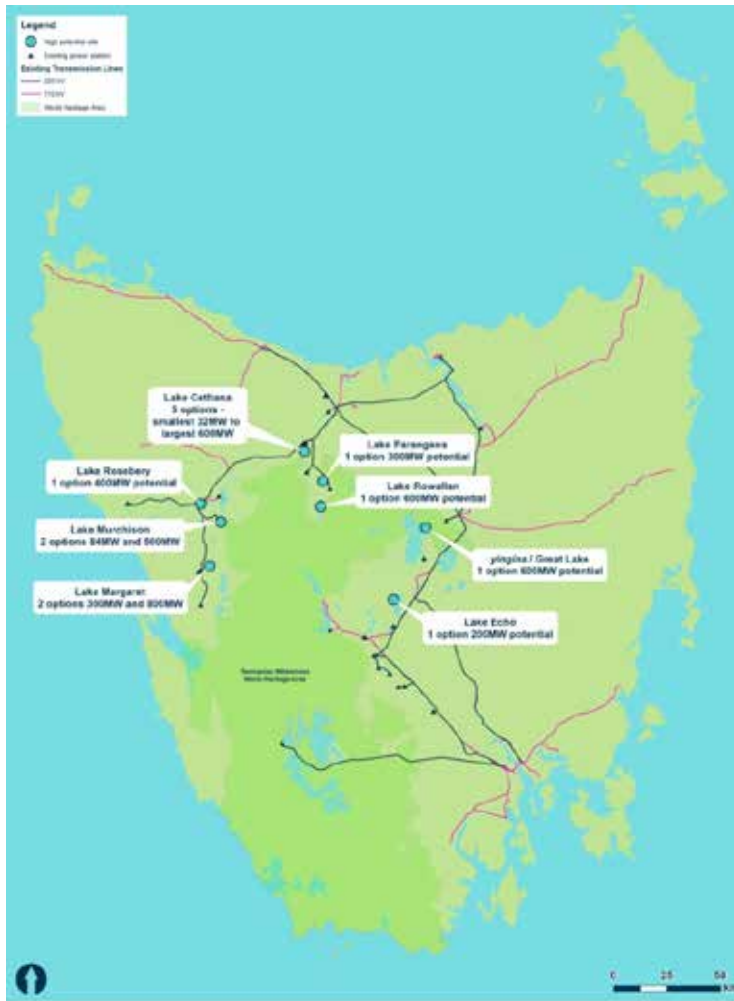 Legend
High potential site
Existing power station
Existing Transmission Lines
220 kV
110 kV
World Heritage Area
Lake Cethana
5 options -
smallest 32MW to
largest 600MW
Lake Parangana
1 option 300MW potential
Lake Rosebery
1 option 400MW potential
Lake Rowallan
1 option 600MW potential
Lake Murchison
2 options 84MW and 600MW
yingina / Great Lake
1 option 600MW potential
Lake Margaret
2 options 300MW and 800MW
Lake Echo
1 option 200MW potential
Tasmanian Wilderness
World Heritage Area
0 25 50